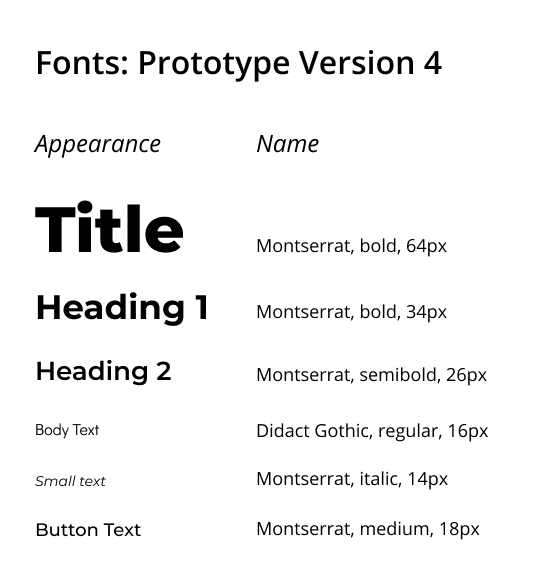 Fonts: Prototype Version 4
Appearance Name
Title Montserrat, bold, 64px
Heading 1 Montserrat, bold, 34px
Heading 2 Montserrat, semibold, 26px
Body Text Didact Gothic, regular, 16px
Small text Montserrat, italic, 14px
Button Text Montserrat, medium, 18px